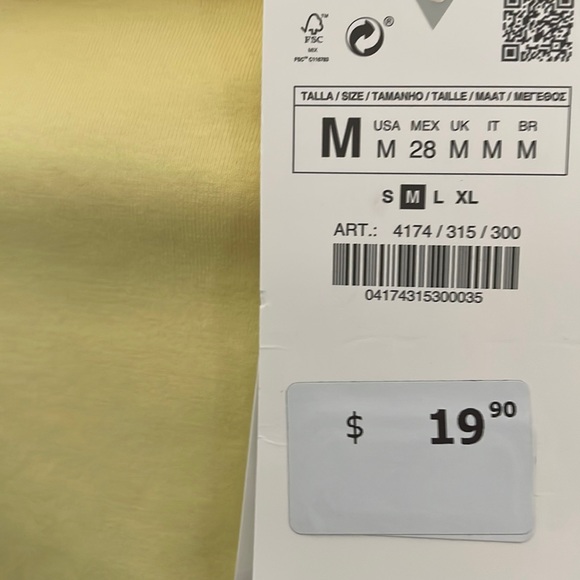 FSC
MIX
®
TALLA / SIZE / TAMANHO / TAILLE / MAAT / ΜΕΓΕΘΟΣ
M
USA MEX UK IT BR
M 28 M M M
S M L XL
ART.: 4174 / 315 / 300
04174315300035
$ 19 90